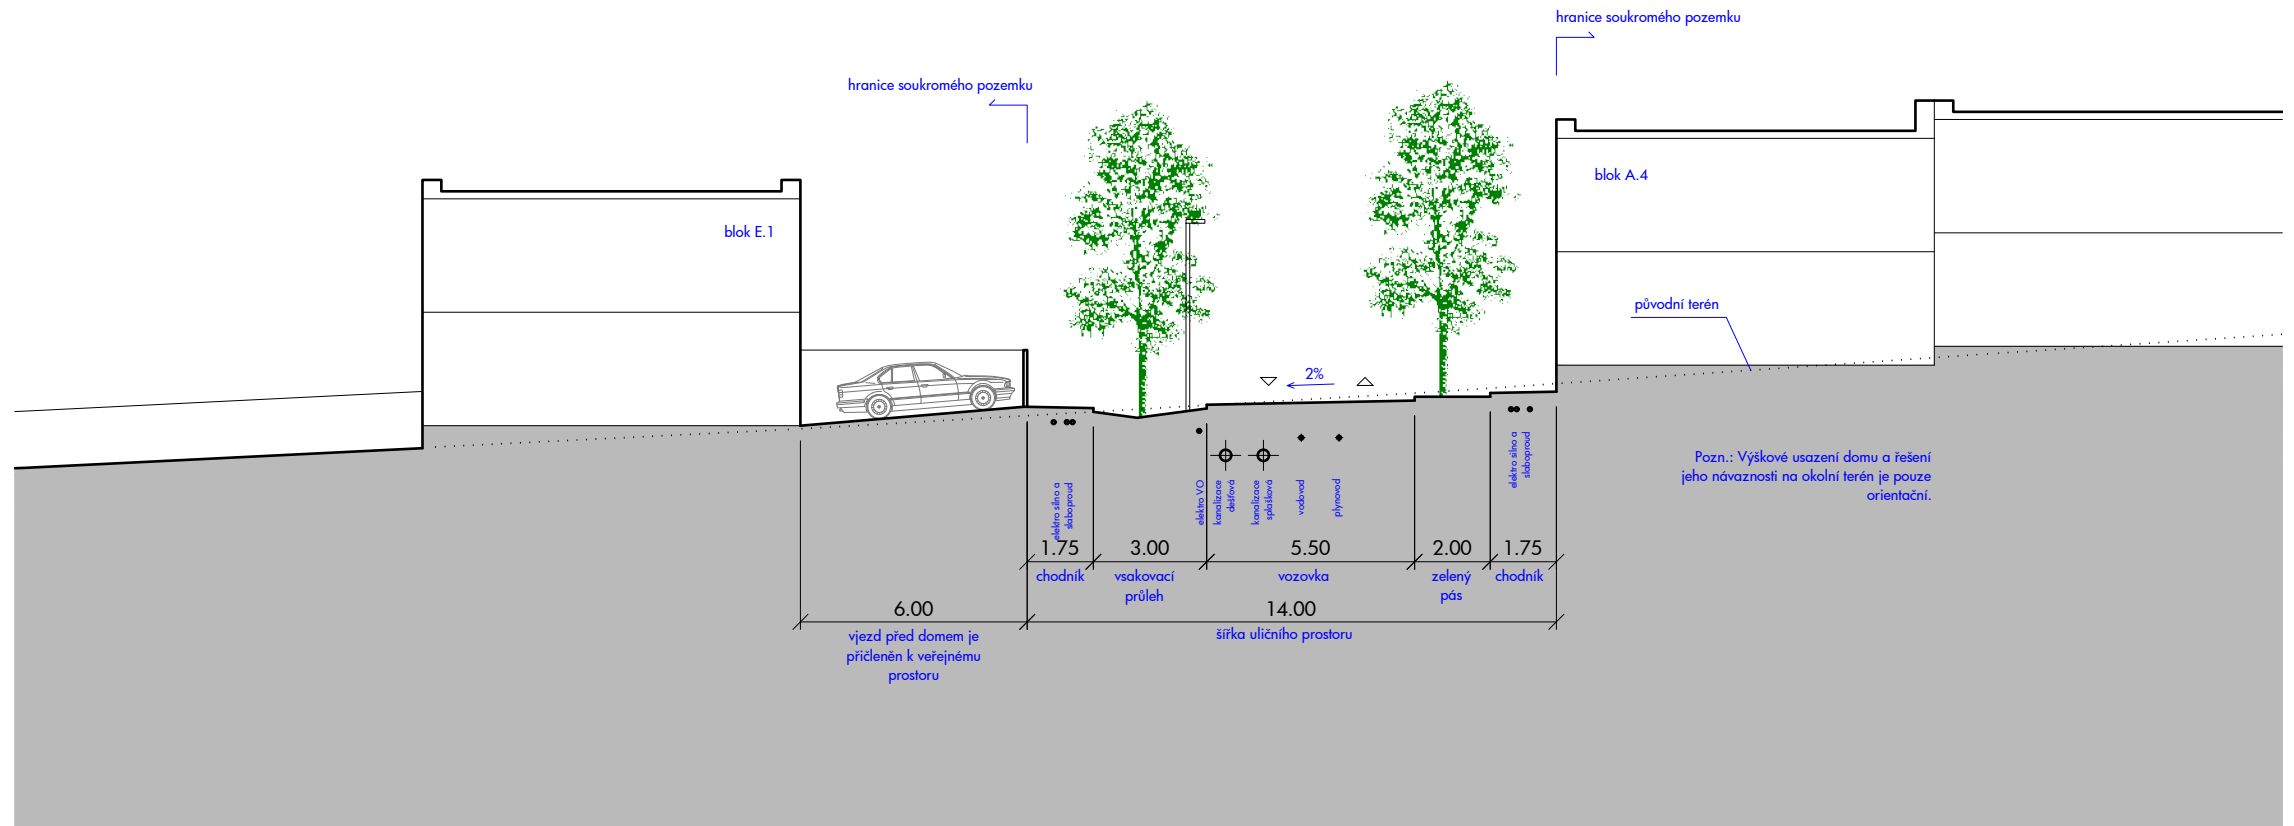 hranice soukromého pozemku
hranice soukromého pozemku
blok A.4
blok E.1
původní terén
2%
Pozn.: Výškové usazení domu a řešení
jeho návaznosti na okolní terén je pouze
orientační.
elektro silno a
slaboproud
elektro VO
kanalizace
dešťová
kanalizace
splašková
vodovod
plynovod
elektro silno a
slaboproud
1.75
3.00
5.50
2.00
1.75
chodník
vsakovací
průleh
vozovka
zelený
pás
chodník
6.00
14.00
vjezd před domem je
přičleněn k veřejnému
prostoru
šířka uličního prostoru